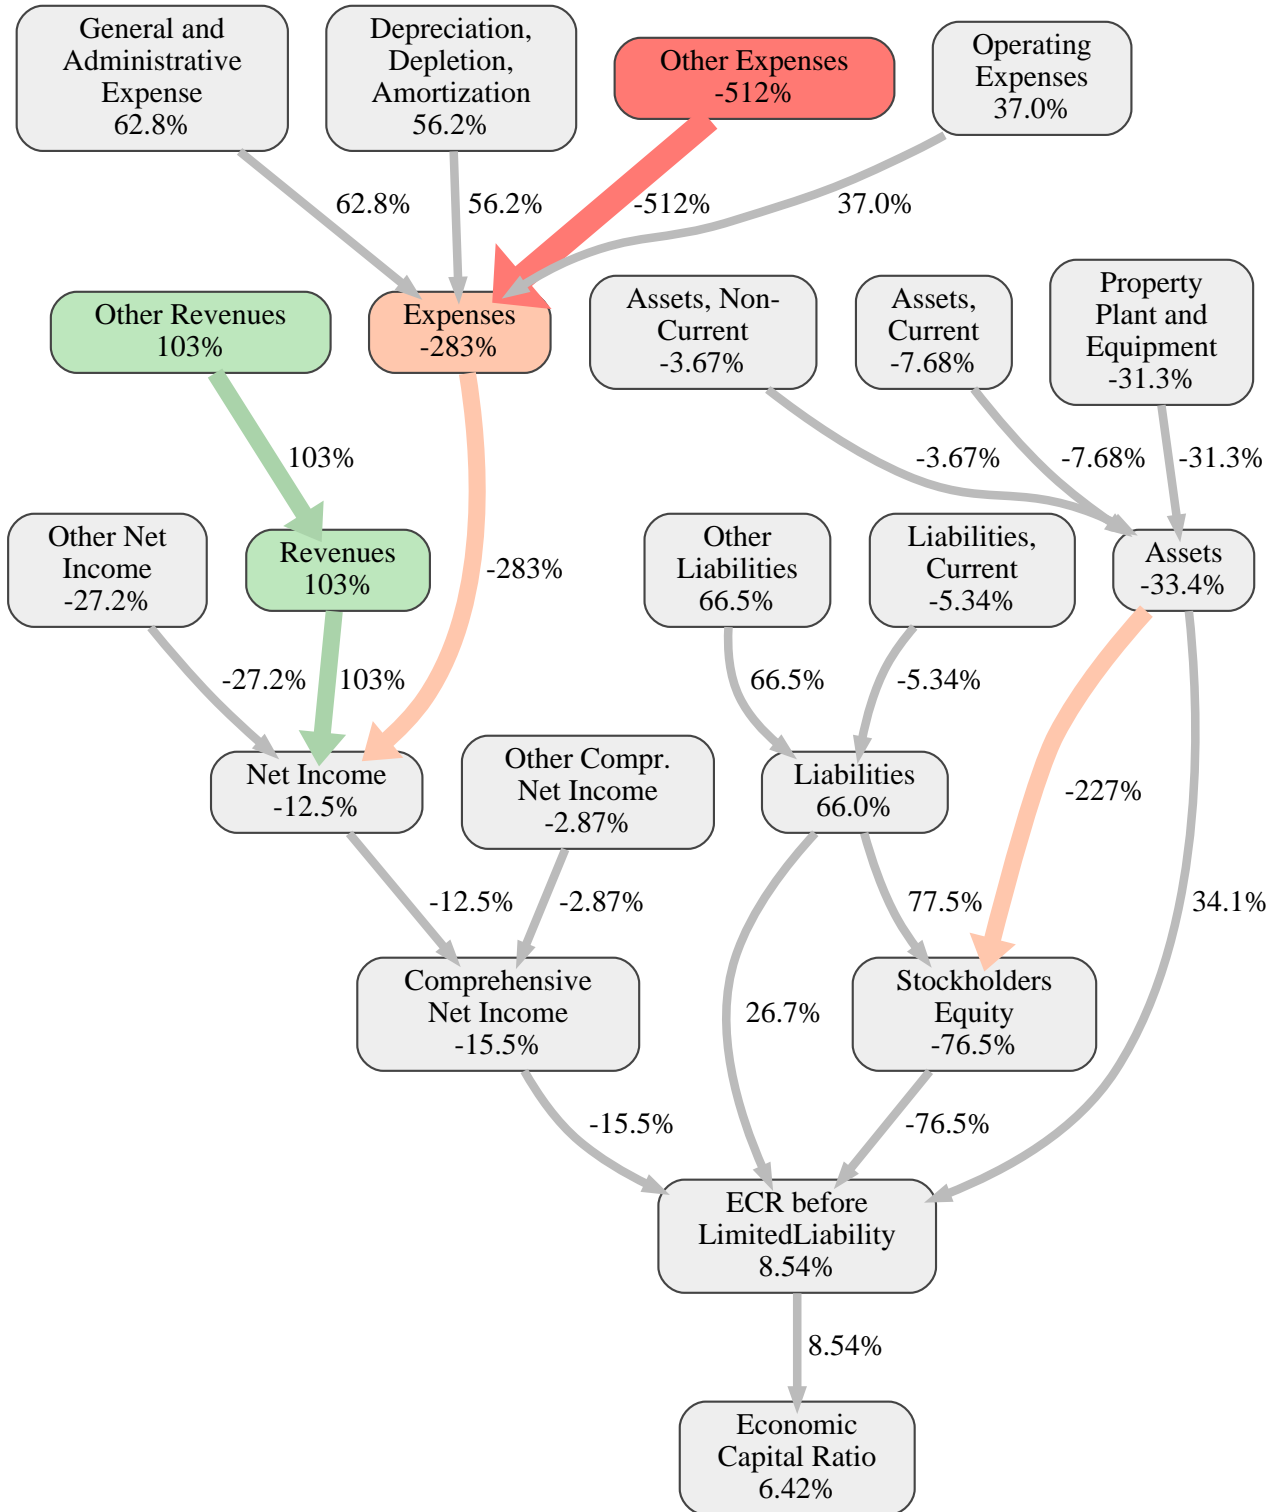 General and
Administrative
Expense
62.8%
Depreciation,
Depletion,
Amortization
56.2%
Other Expenses
-512%
Operating
Expenses
37.0%
62.8%
56.2%
-512%
37.0%
Other Revenues
103%
Expenses
-283%
Assets, Non-
Current
-3.67%
Assets,
Current
-7.68%
Property
Plant and
Equipment
-31.3%
103%
-3.67%
-7.68%
-31.3%
Other Net
Income
-27.2%
Revenues
103%
-283%
Other
Liabilities
66.5%
Liabilities,
Current
-5.34%
Assets
-33.4%
-27.2%
103%
66.5%
-5.34%
Net Income
-12.5%
Other Compr.
Net Income
-2.87%
Liabilities
66.0%
-227%
-12.5%
-2.87%
77.5%
34.1%
Comprehensive
Net Income
-15.5%
26.7%
Stockholders
Equity
-76.5%
-15.5%
-76.5%
ECR before
LimitedLiability
8.54%
8.54%
Economic
Capital Ratio
6.42%